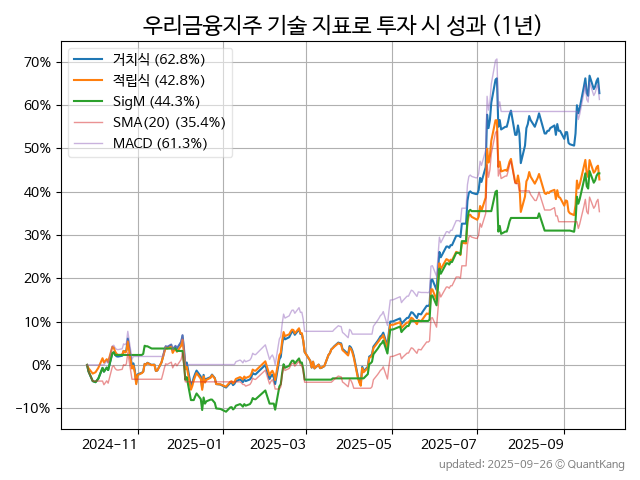 우리금융지주 기술 지표로 투자 시 성과 (1년)
거치식 (62.8%)
적립식 (42.8%)
SigM (44.3%)
SMA(20) (35.4%)
MACD (61.3%)
70%
60%
50%
40%
30%
20%
10%
0%
−10%
2024-11
2025-01
2025-03
2025-05
2025-07
2025-09
updated: 2025-09-26 © QuantKang